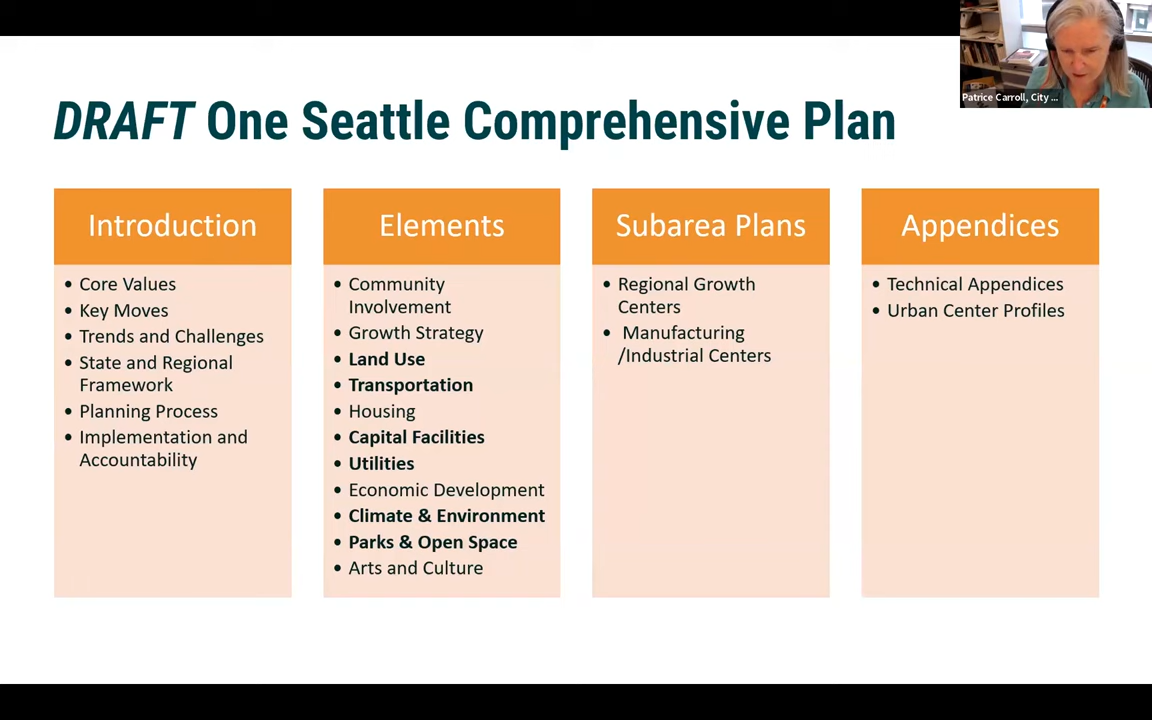 Patrice Carroll, City ...
DRAFT One Seattle Comprehensive Plan
Introduction
• Core Values
• Key Moves
• Trends and Challenges
• State and Regional
Framework
• Planning Process
• Implementation and
Accountability
Elements
• Community
Involvement
• Growth Strategy
• Land Use
• Transportation
• Housing
• Capital Facilities
• Utilities
• Economic Development
• Climate & Environment
• Parks & Open Space
• Arts and Culture
Subarea Plans
• Regional Growth
Centers
• Manufacturing
/Industrial Centers
Appendices
• Technical Appendices
• Urban Center Profiles